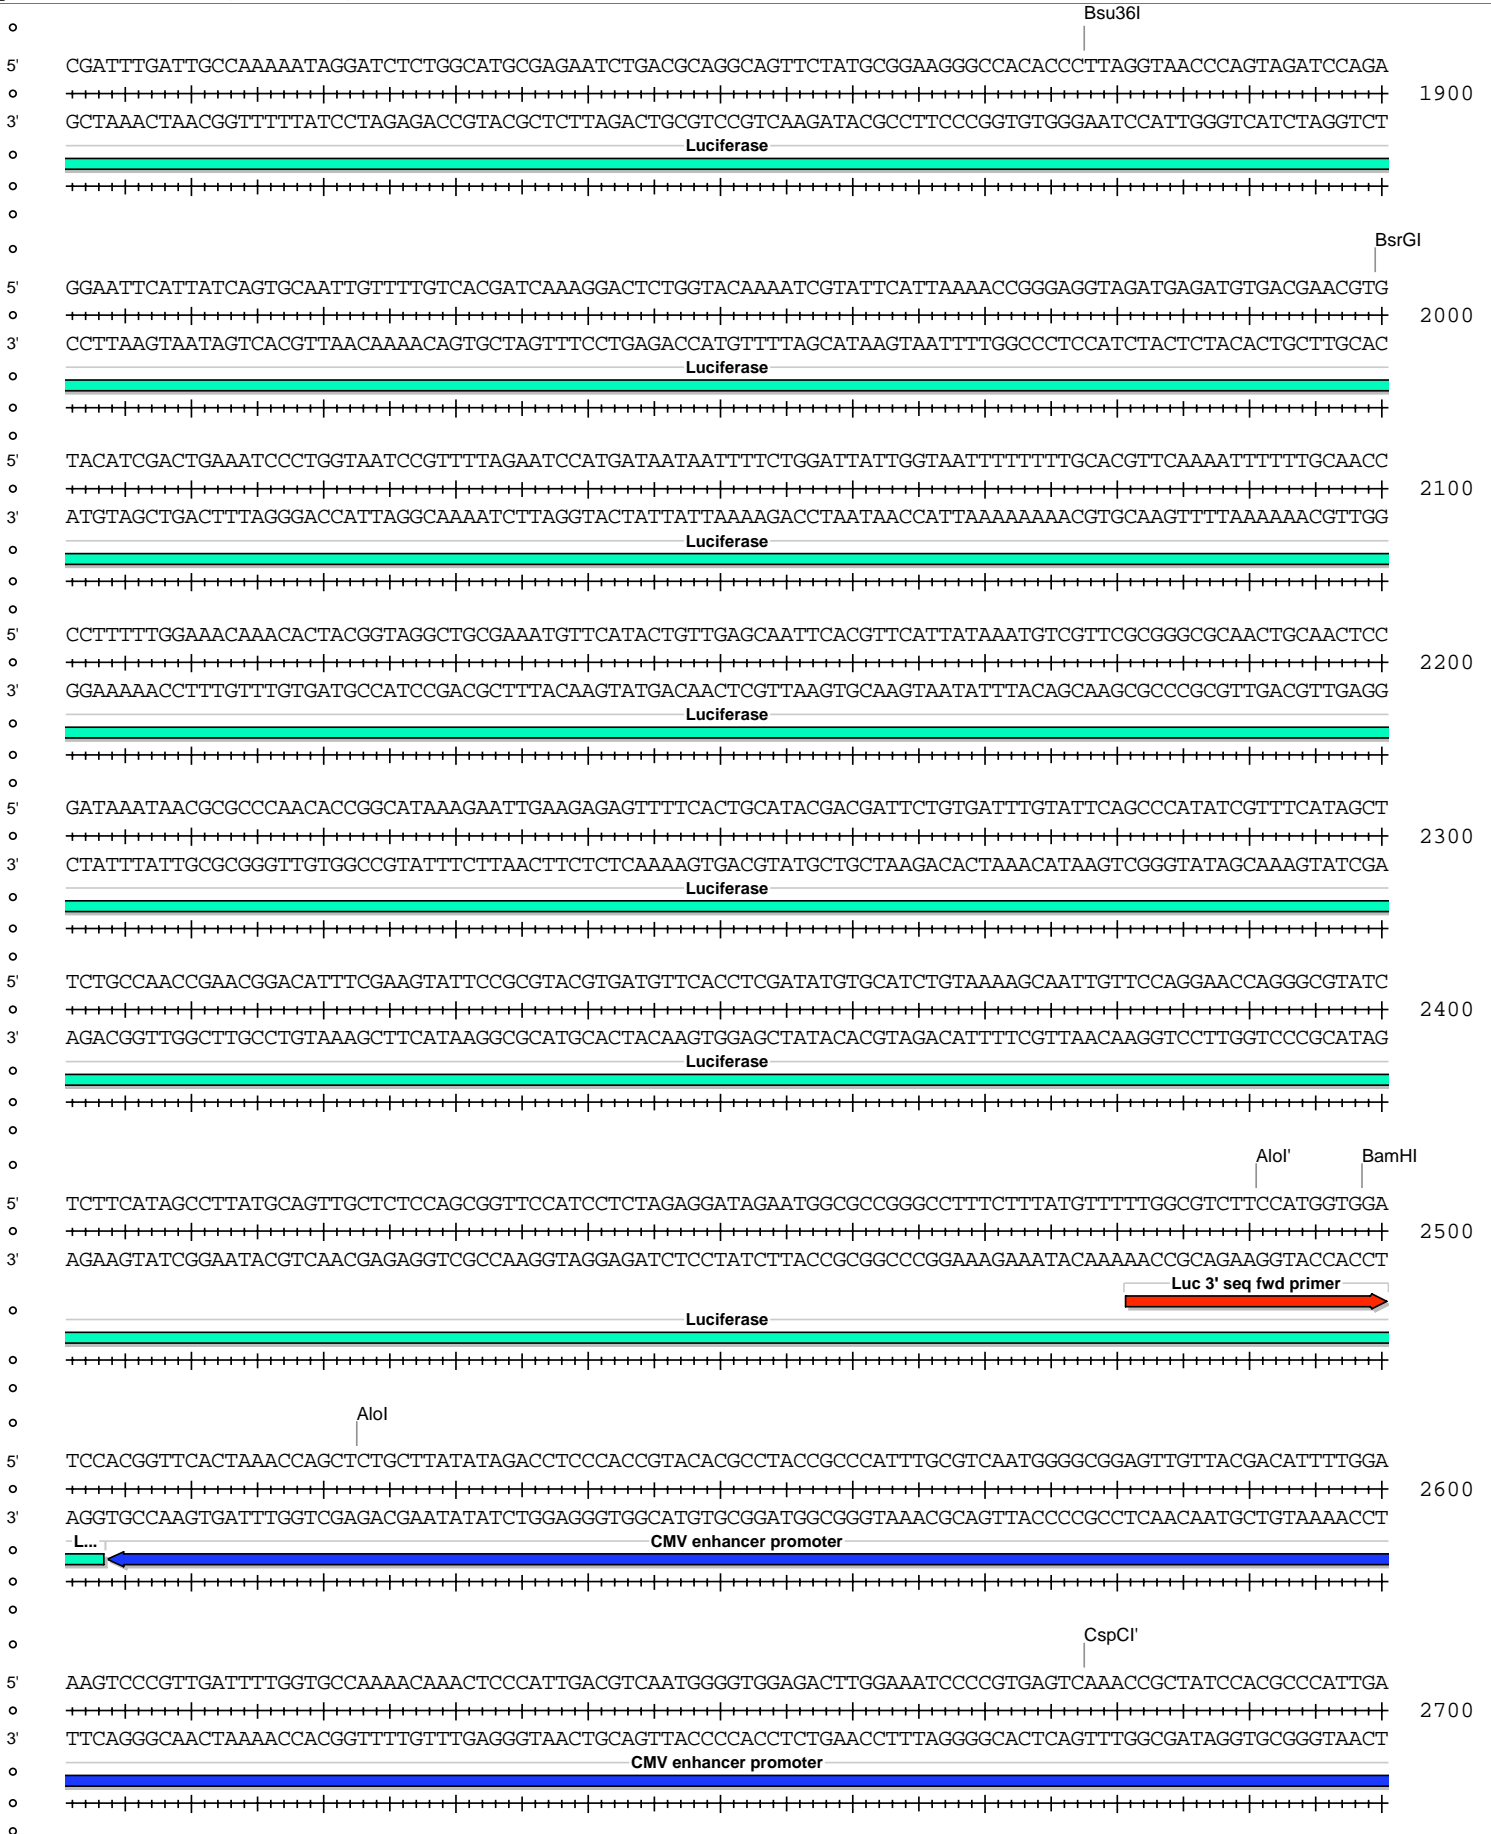 Bsu36I
5' CGATTTGATTGCCAAAAATAGGATCTCTGGCATGCGAGAATCTGACGCAGGCAGTTCTATGCGGAAGGGCCACACCCTTAGGTAACCCAGTAGATCCAGA
1900
3' GCTAAACTAACGGTTTTTATCCTAGAGACCGTACGCTCTTAGACTGCGTCCGTCAAGATACGCCTTCCCGGTGTGGGAATCCATTGGGTCATCTAGGTCT
Luciferase
BsrGI
5' GGAATTCATTATCAGTGCAATTGTTTTGTCACGATCAAAGGACTCTGGTACAAAATCGTATTCATTAAAACCGGGAGGTAGATGAGATGTGACGAACGTG
2000
3' CCTTAAGTAATAGTCACGTTAACAAAACAGTGCTAGTTTCCTGAGACCATGTTTTAGCATAAGTAATTTTGGCCCTCCATCTACTCTACACTGCTTGCAC
Luciferase
5' TACATCGACTGAAATCCCTGGTAATCCGTTTTAGAATCCATGATAATAATTTTCTGGATTATTGGTAATTTTTTTTGCACGTTCAAAATTTTTTGCAACC
2100
3' ATGTAGCTGACTTTAGGGACCATTAGGCAAAATCTTAGGTACTATTATTAAAAGACCTAATAACCATTAAAAAAAACGTGCAAGTTTTAAAAAACGTTGG
Luciferase
5' CCTTTTTGGAAACAAACACTACGGTAGGCTGCGAAATGTTCATACTGTTGAGCAATTCACGTTCATTATAAATGTCGTTCGCGGGCGCAACTGCAACTCC
2200
3' GGAAAAACCTTTGTTTGTGATGCCATCCGACGCTTTACAAGTATGACAACTCGTTAAGTGCAAGTAATATTTACAGCAAGCGCCCGCGTTGACGTTGAGG
Luciferase
5' GATAAATAACGCGCCCAACACCGGCATAAAGAATTGAAGAGAGTTTTCACTGCATACGACGATTCTGTGATTTGTATTCAGCCCATATCGTTTCATAGCT
2300
3' CTATTTATTGCGCGGGTTGTGGCCGTATTTCTTAACTTCTCTCAAAAGTGACGTATGCTGCTAAGACACTAAACATAAGTCGGGTATAGCAAAGTATCGA
Luciferase
5' TCTGCCAACCGAACGGACATTTCGAAGTATTCCGCGTACGTGATGTTCACCTCGATATGTGCATCTGTAAAAGCAATTGTTCCAGGAACCAGGGCGTATC
2400
3' AGACGGTTGGCTTGCCTGTAAAGCTTCATAAGGCGCATGCACTACAAGTGGAGCTATACACGTAGACATTTTCGTTAACAAGGTCCTTGGTCCCGCATAG
Luciferase
AloI' BamHI
5' TCTTCATAGCCTTATGCAGTTGCTCTCCAGCGGTTCCATCCTCTAGAGGATAGAATGGCGCCGGGCCTTTCTTTATGTTTTTGGCGTCTTCCATGGTGGA
2500
3' AGAAGTATCGGAATACGTCAACGAGAGGTCGCCAAGGTAGGAGATCTCCTATCTTACCGCGGCCCGGAAAGAAATACAAAAACCGCAGAAGGTACCACCT
Luc 3' seq fwd primer
Luciferase
AloI
5' TCCACGGTTCACTAAACCAGCTCTGCTTATATAGACCTCCCACCGTACACGCCTACCGCCCATTTGCGTCAATGGGGCGGAGTTGTTACGACATTTTGGA
2600
3' AGGTGCCAAGTGATTTGGTCGAGACGAATATATCTGGAGGGTGGCATGTGCGGATGGCGGGTAAACGCAGTTACCCCGCCTCAACAATGCTGTAAAACCT
L... CMV enhancer promoter
CspCI'
5' AAGTCCCGTTGATTTTGGTGCCAAAACAAACTCCCATTGACGTCAATGGGGTGGAGACTTGGAAATCCCCGTGAGTCAAACCGCTATCCACGCCCATTGA
2700
3' TTCAGGGCAACTAAAACCACGGTTTTGTTTGAGGGTAACTGCAGTTACCCCACCTCTGAACCTTTAGGGGCACTCAGTTTGGCGATAGGTGCGGGTAACT
CMV enhancer promoter